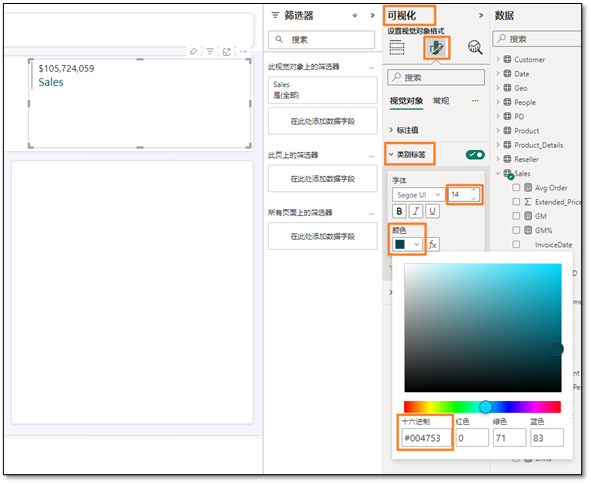 $105,724,059
Sales
筛选器
搜索
此视觉对象上的筛选器
...
Sales
是(全部)
在此处添加数据字段
此页上的筛选器
...
在此处添加数据字段
所有页面上的筛选器
...
在此处添加数据字段
可视化
设置视觉对象格式
搜索
视觉对象 常规 ...
标注值
类别标签
字体
Segoe UI 14
B I U
颜色
fx
十六进制 红色 绿色 蓝色
#004753 0 71 83
数据
搜索
Customer
Date
Geo
People
PO
Product
Product_Details
Reseller
Sales
Avg Order
Extended_Price
GM
GM%
InvoiceDate